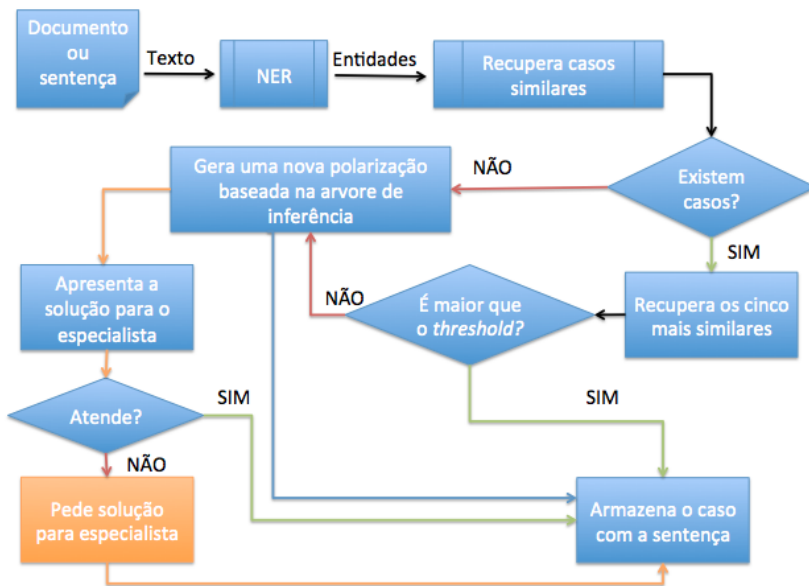 Documento
ou
sentença
Texto
NER
Entidades
Recupera casos
similares
Existem
casos?
NÃO
Gera uma nova polarização
baseada na arvore de
inferência
SIM
Recupera os cinco
mais similares
É maior que
o threshold?
NÃO
SIM
Apresenta a
solução para o
especialista
Atende?
SIM
NÃO
Pede solução
para especialista
Armazena o caso
com a sentença